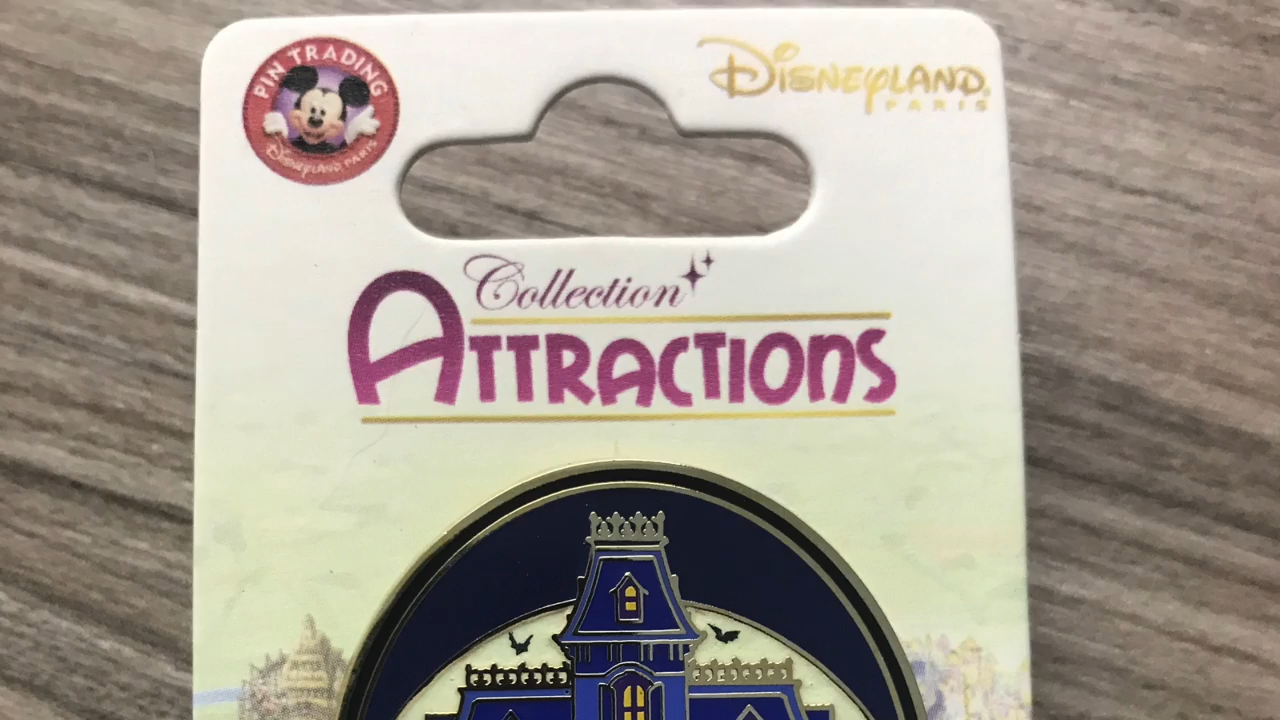 PIN TRADING
Disneyland PARIS
Disneyland
PARIS
Collection
ATTRACTIONS